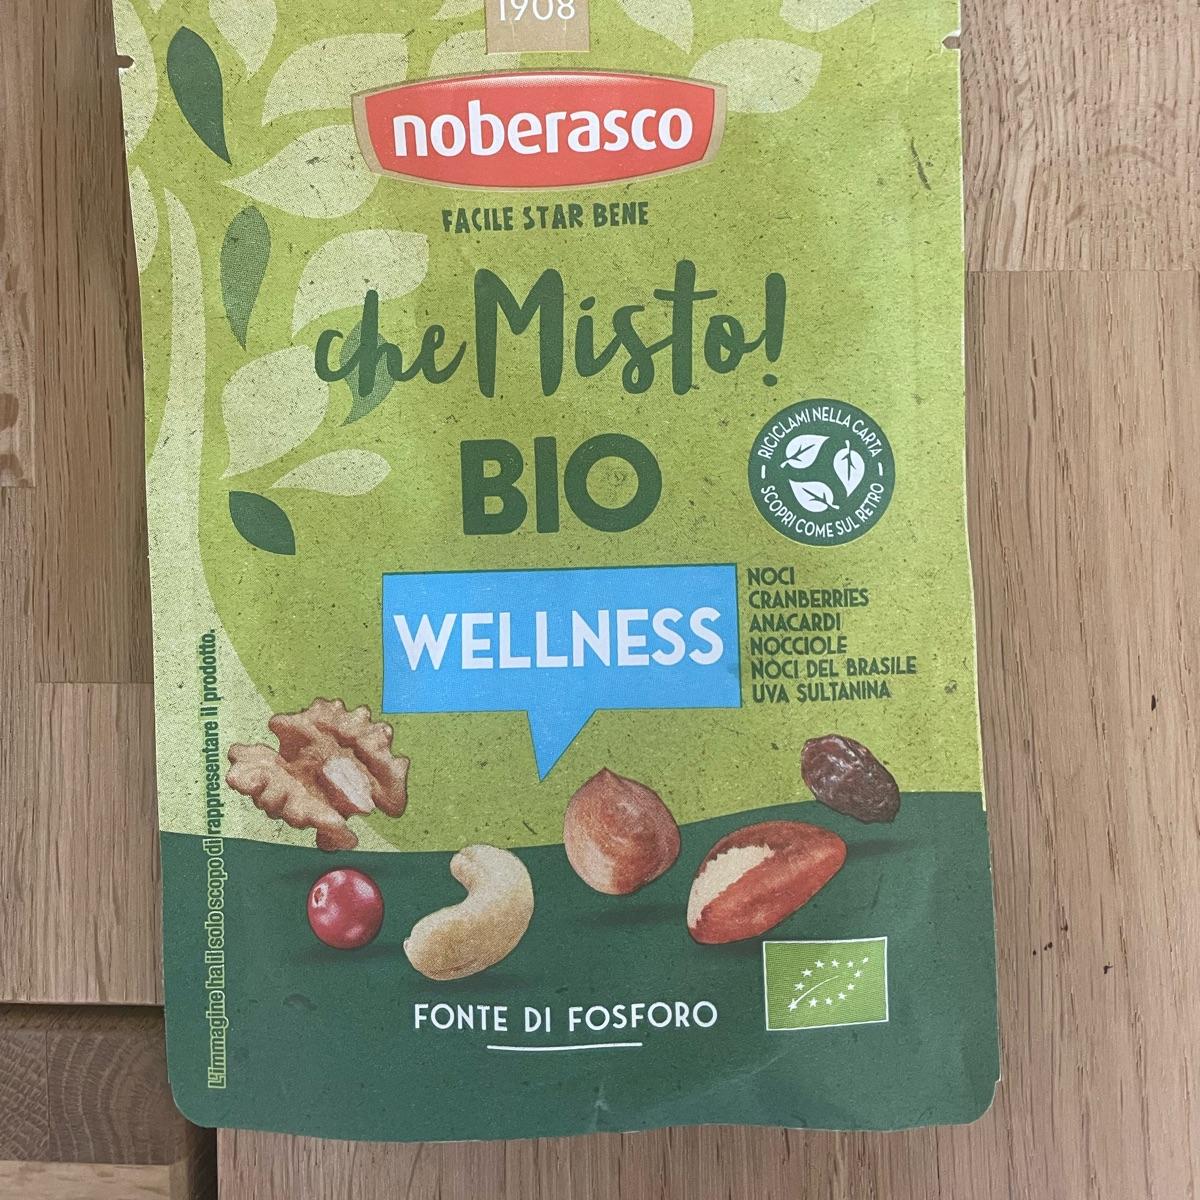 1908
noberasco
FACILE STAR BENE
che Misto!
BIO
RICICLAMI NELLA CARTA
SCOPRI COME SUL RETRO
WELLNESS
NOCI
CRANBERRIES
ANACARDI
NOCCIOLE
NOCI DEL BRASILE
UVA SULTANINA
L'immagine ha il solo scopo di rappresentare il prodotto.
FONTE DI FOSFORO